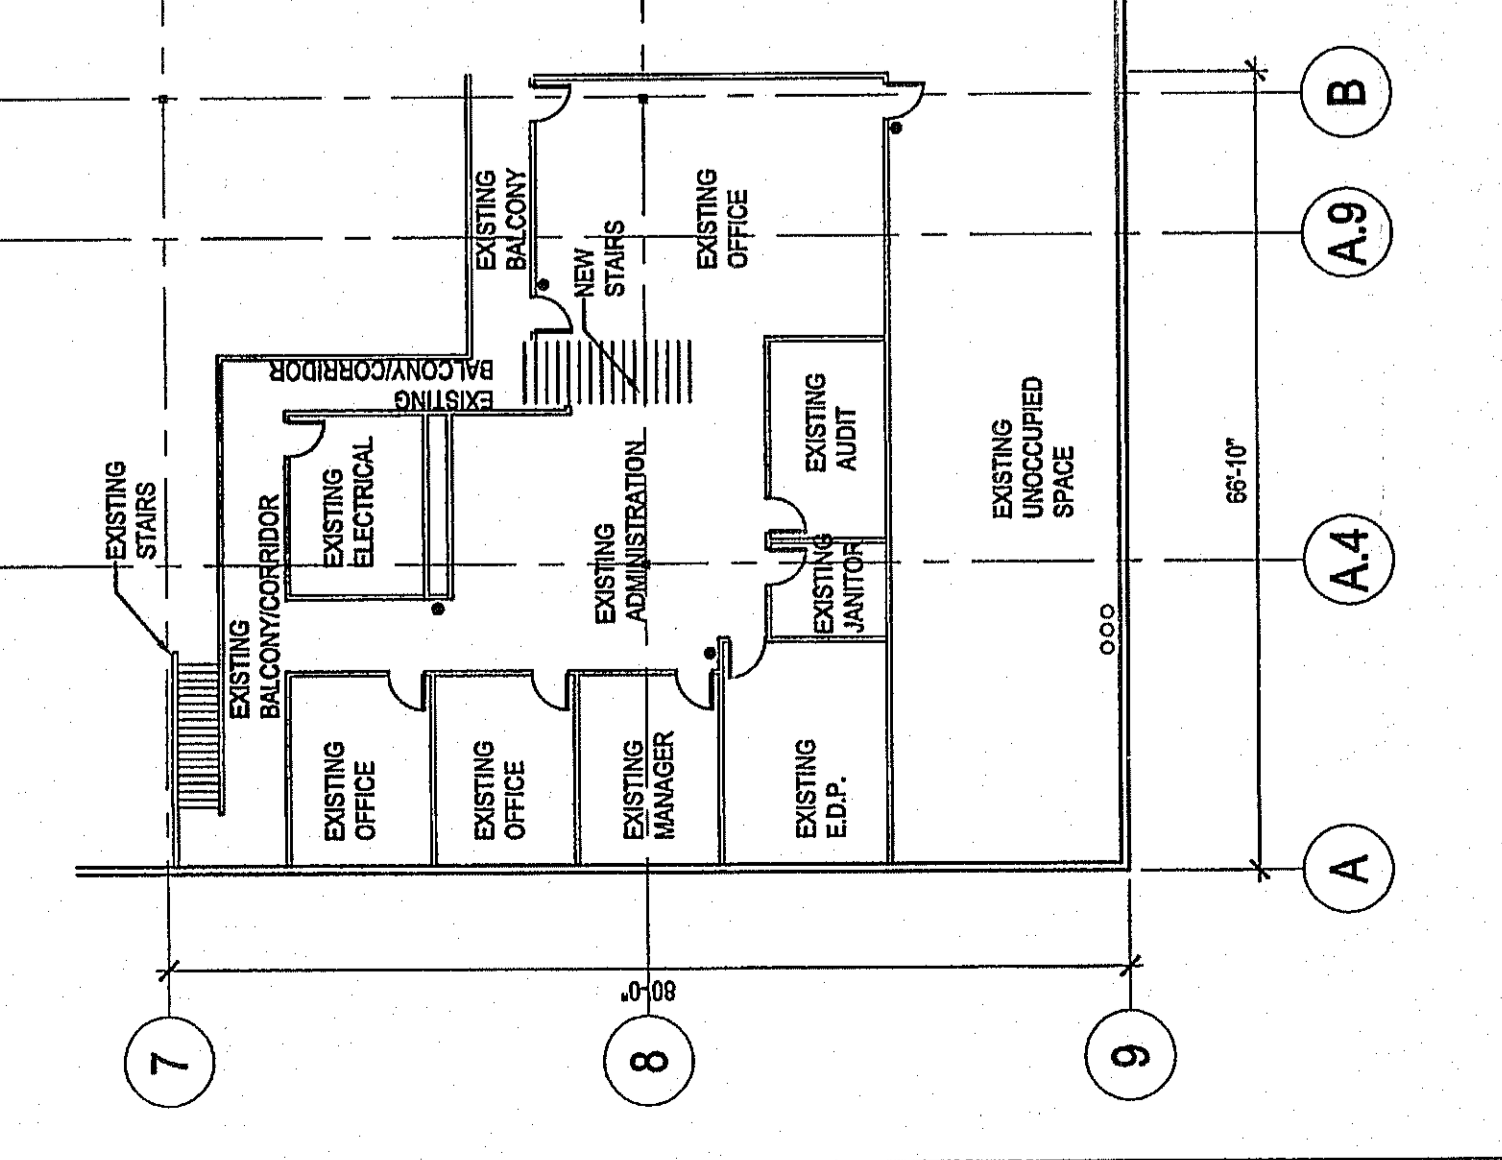 EXISTING
STAIRS
EXISTING
BALCONY/CORRIDOR
EXISTING
BALCONY/CORRIDOR
EXISTING
BALCONY
NEW
STAIRS
EXISTING
OFFICE
EXISTING
ELECTRICAL
EXISTING
ADMINISTRATION
EXISTING
AUDIT
EXISTING
JANITOR
EXISTING
UNOCCUPIED
SPACE
EXISTING
OFFICE
EXISTING
OFFICE
EXISTING
MANAGER
EXISTING
E.D.P.
66'-10"
80'-0"
B
A.9
A.4
A
7
8
9